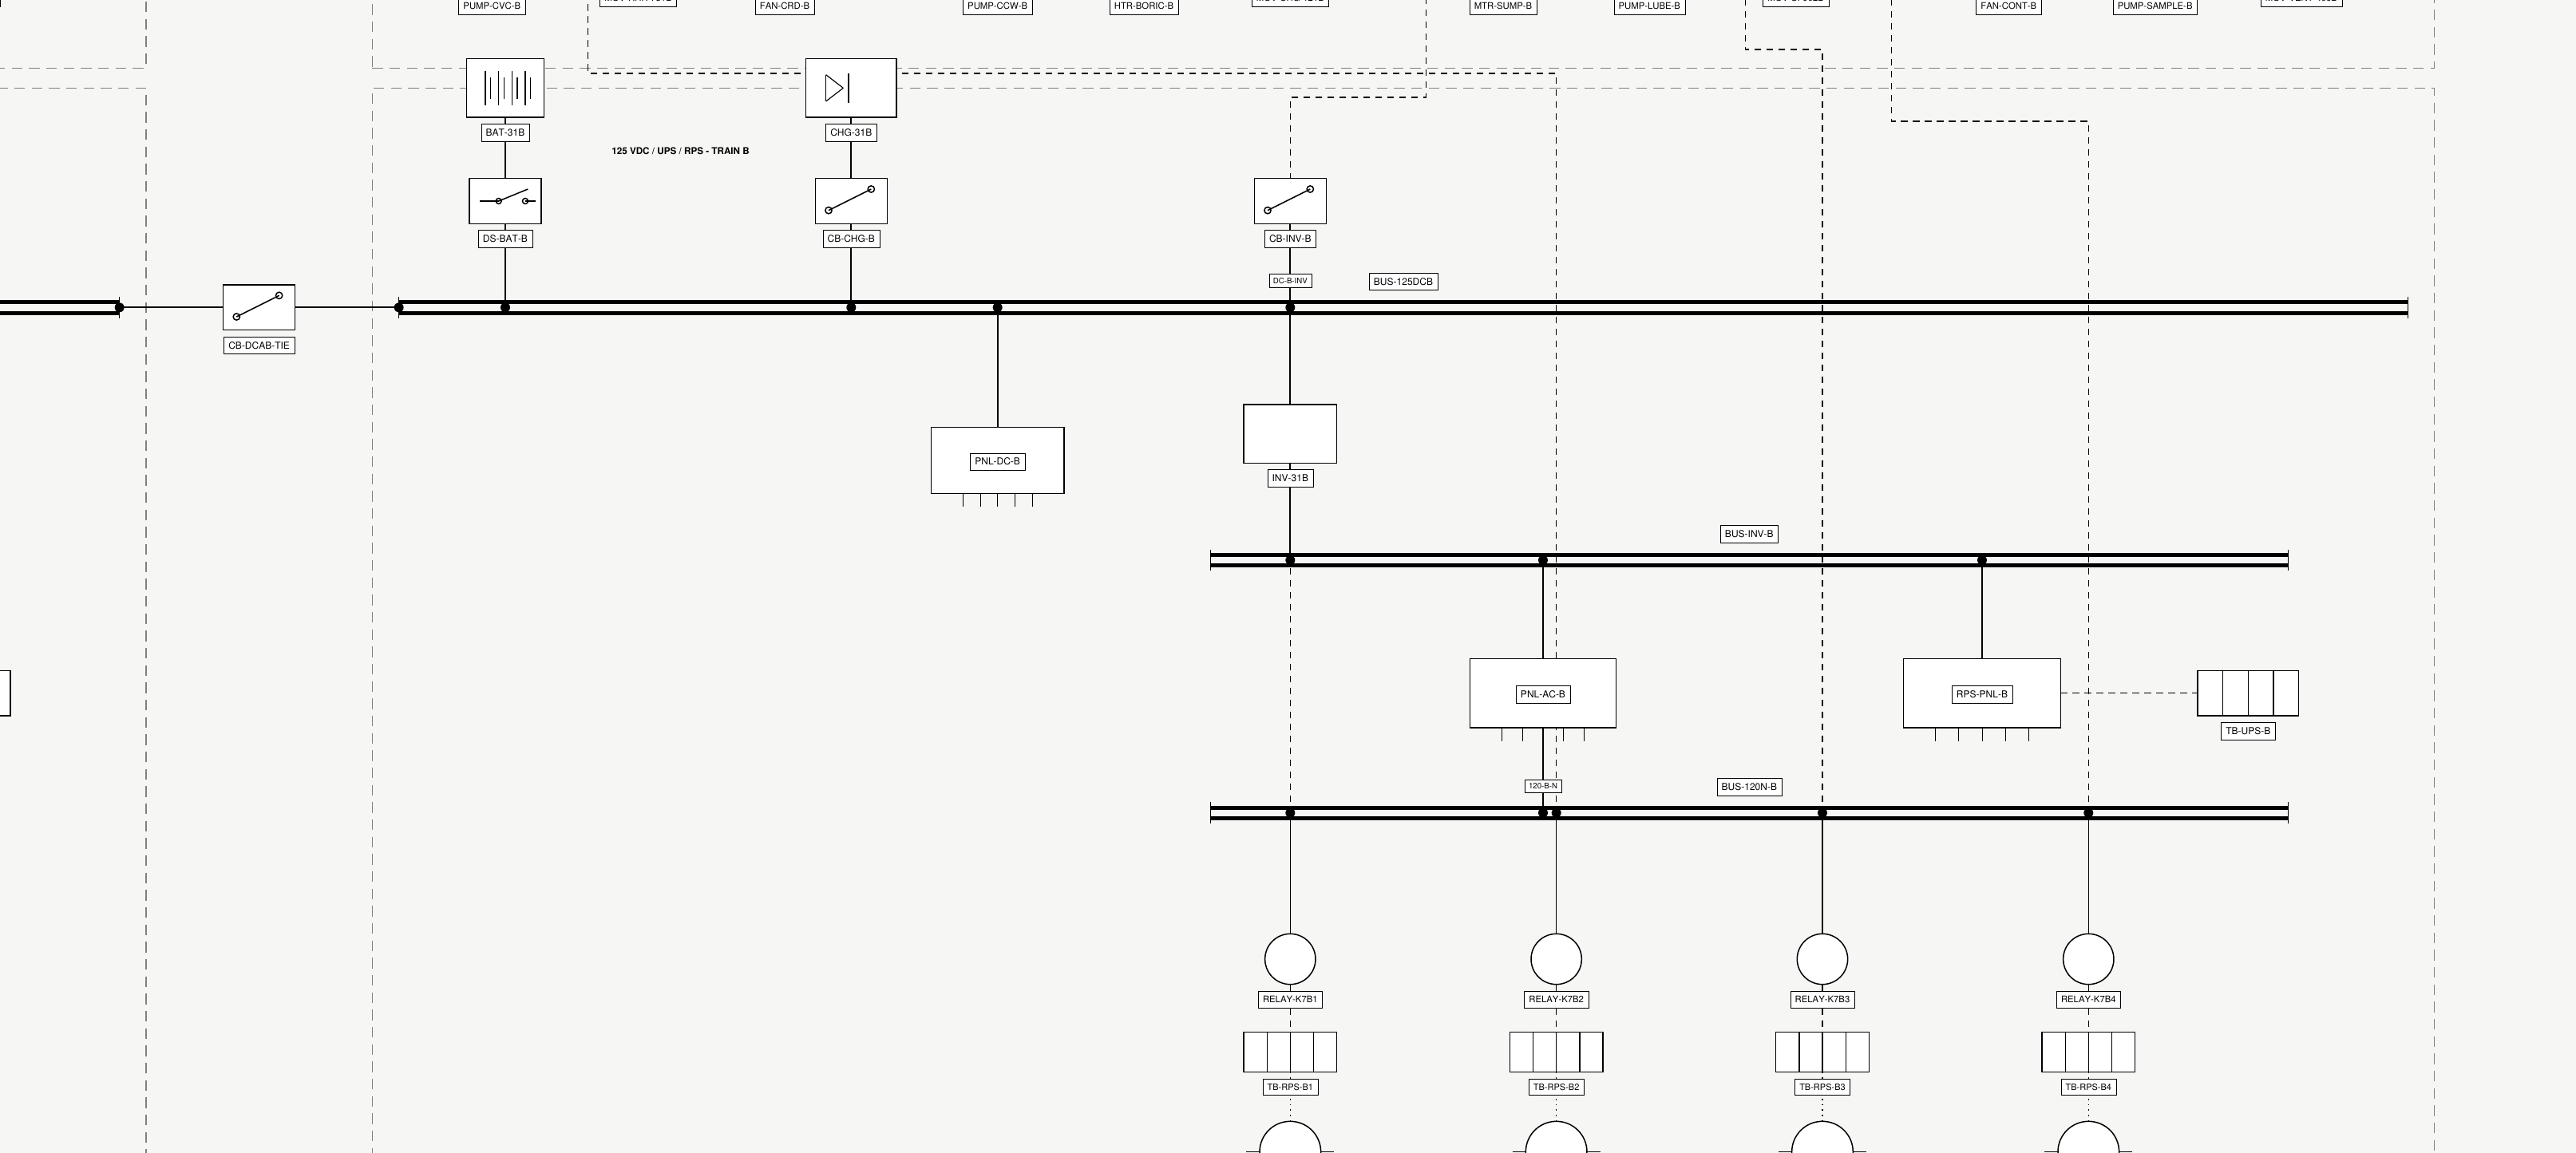 PUMP-CVC-B
FAN-CRD-B
PUMP-CCW-B
HTR-BORIC-B
MTR-SUMP-B
PUMP-LUBE-B
FAN-CONT-B
PUMP-SAMPLE-B
BAT-31B
CHG-31B
125 VDC / UPS / RPS - TRAIN B
DS-BAT-B
CB-CHG-B
CB-INV-B
DC-B-INV
BUS-125DCB
CB-DCAB-TIE
PNL-DC-B
INV-31B
BUS-INV-B
PNL-AC-B
RPS-PNL-B
TB-UPS-B
120-B-N
BUS-120N-B
RELAY-K7B1
RELAY-K7B2
RELAY-K7B3
RELAY-K7B4
TB-RPS-B1
TB-RPS-B2
TB-RPS-B3
TB-RPS-B4